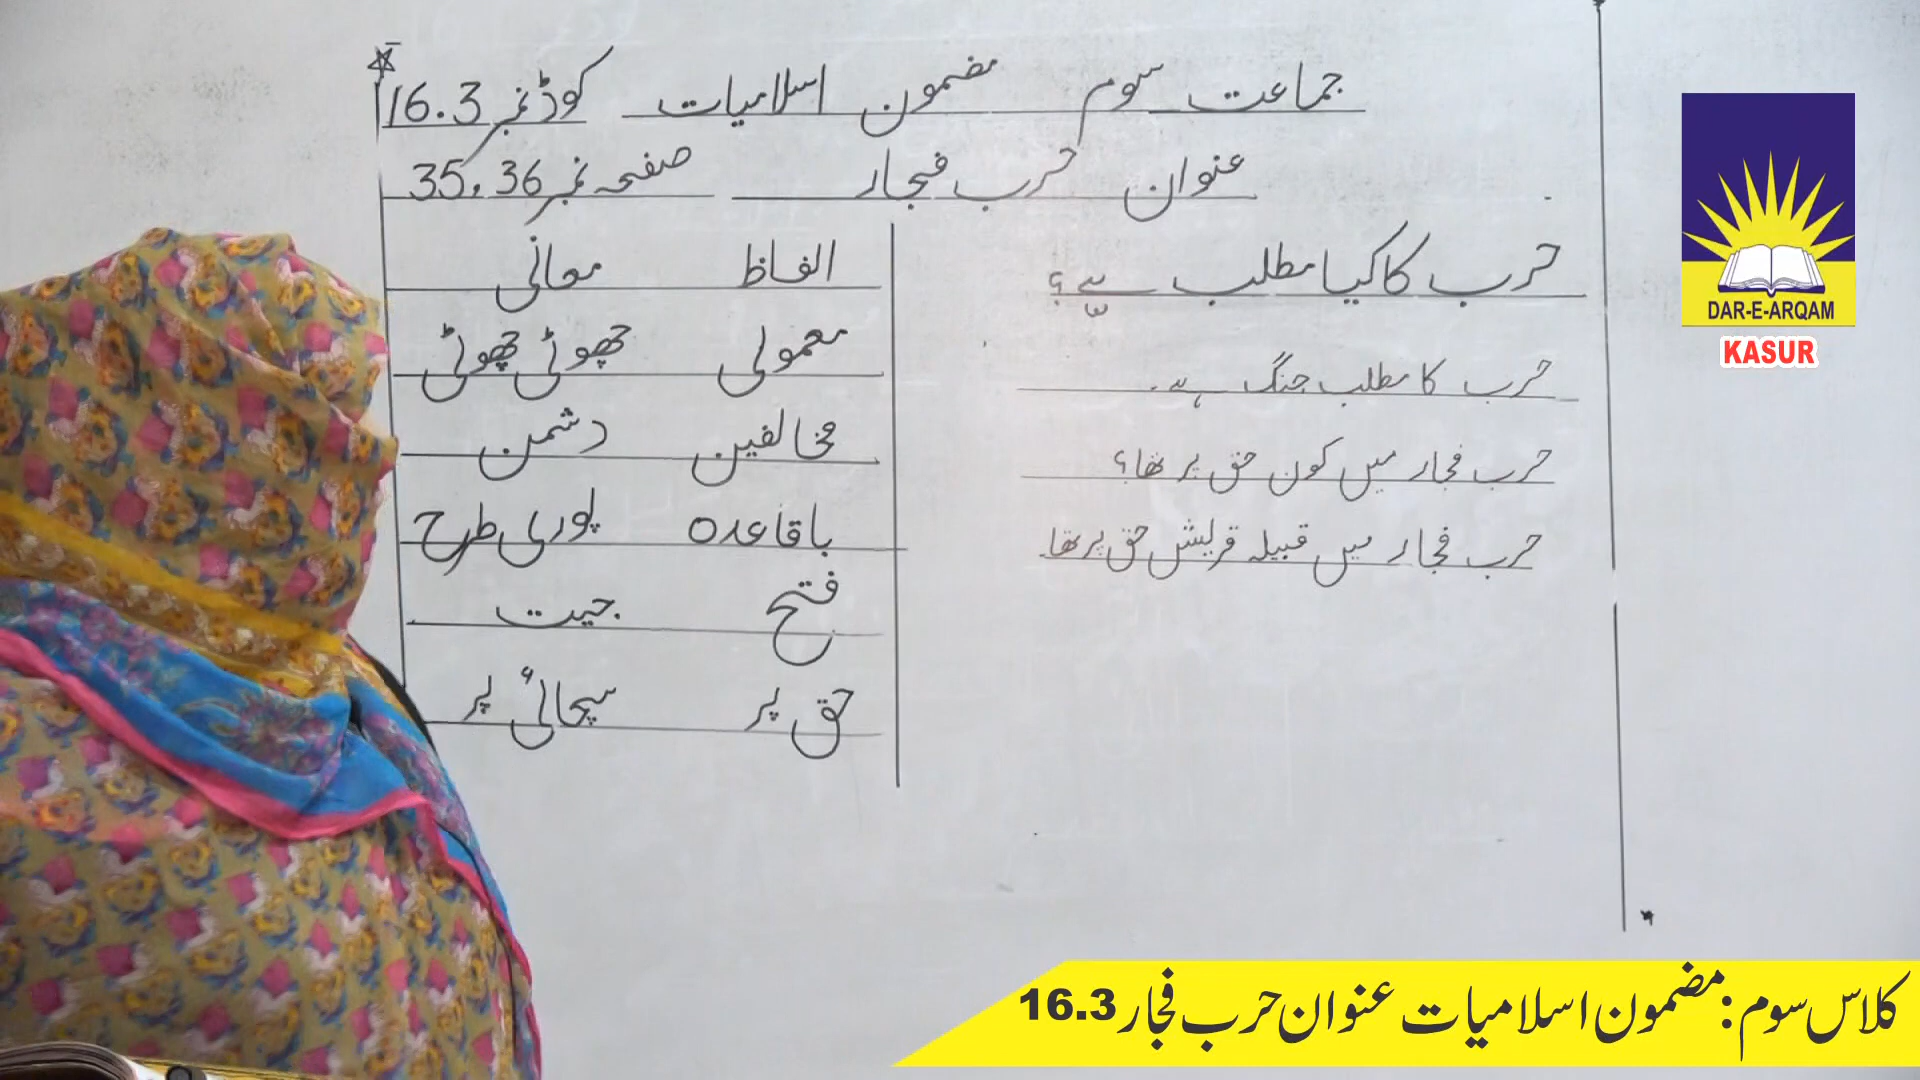 جماعت سوم مضمون اسلامیات کوڈ نمبر 16.3
عنوان حرب فجار صفحہ نمبر 35,36
حرب کا کیا مطلب ہے؟
حرب کا مطلب جنگ ہے.
حرب فجار میں کون حق پر تھا؟
حرب فجار میں قبیلہ قریش حق پر تھا.
الفاظ معانی
معمولی چھوٹی چھوٹی
مخالفین دشمن
باقاعدہ پوری طرح
فتح جیت
حق پر سچائی پر
DAR-E-ARQAM
KASUR
کلاس سوم: مضمون اسلامیات عنوان حرب فجار 16.3